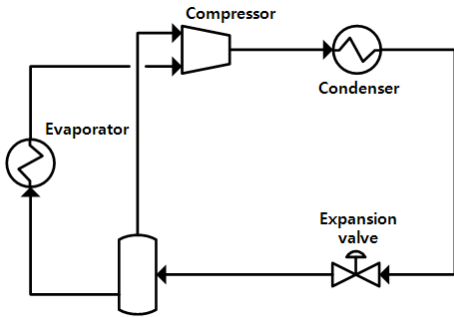 Compressor
Condenser
Evaporator
Expansion
valve